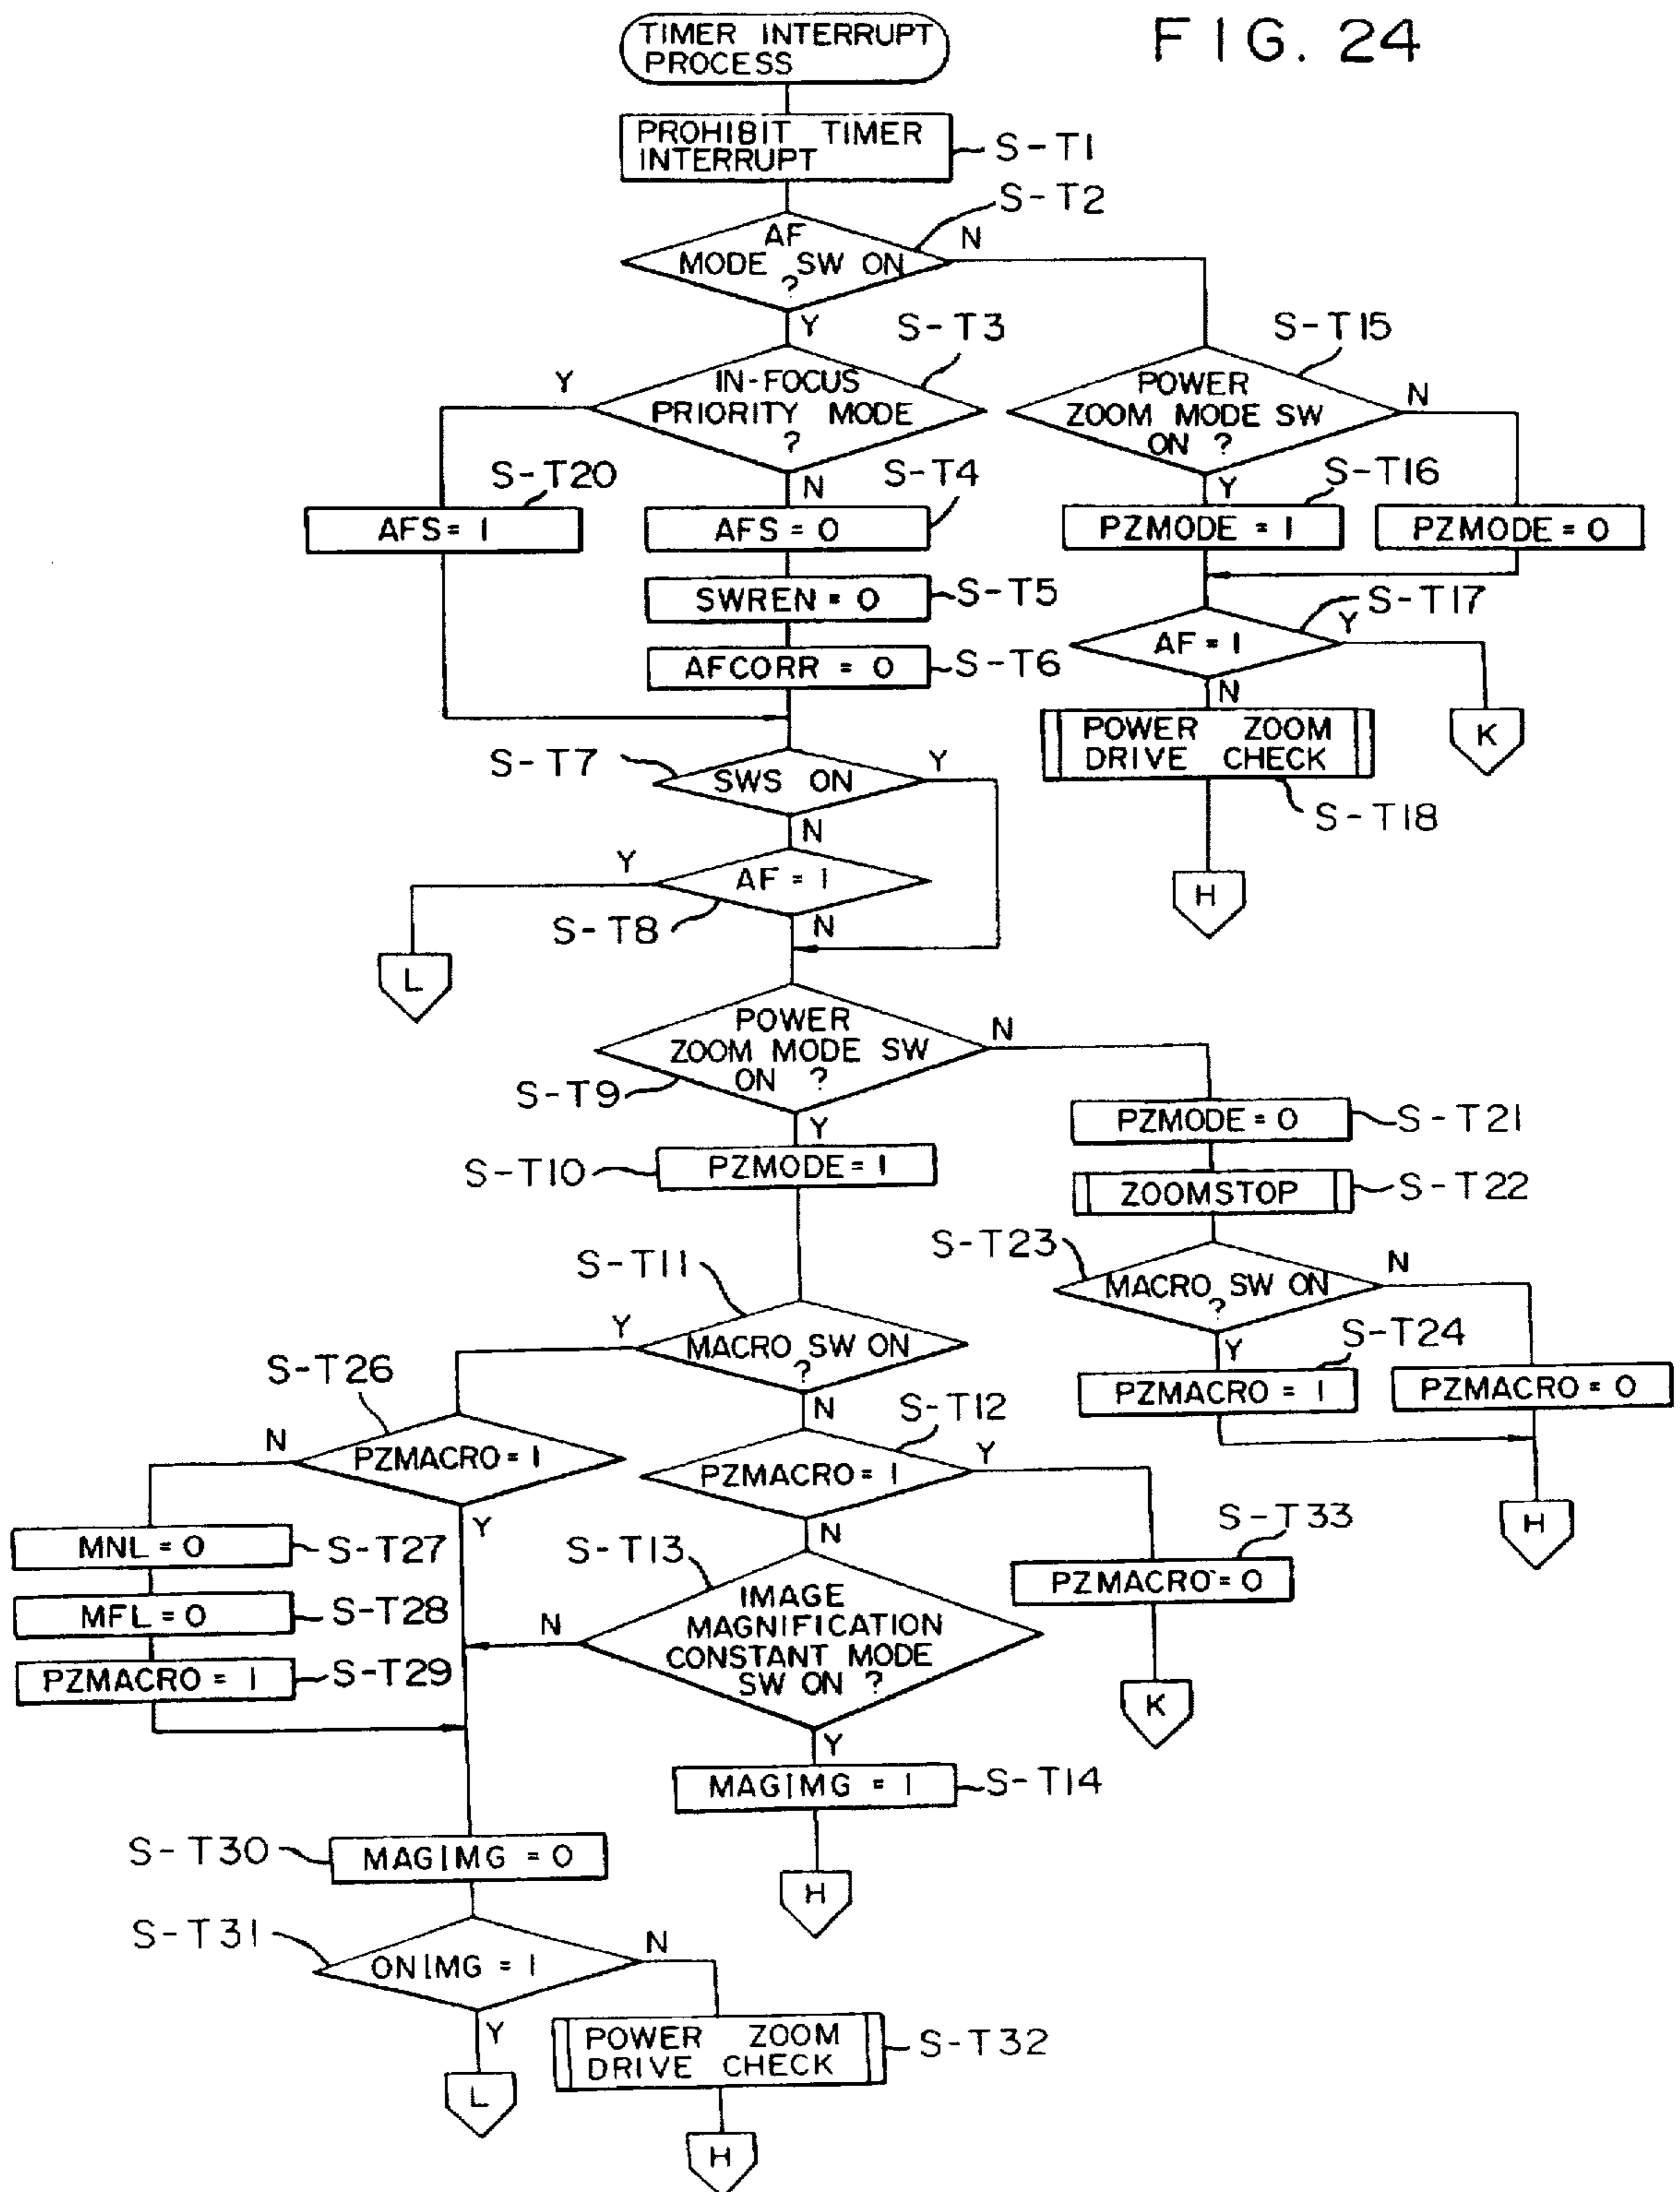 FIG. 24
TIMER INTERRUPT
PROCESS
PROHIBIT TIMER
INTERRUPT
S-T1
S-T2
AF
MODE SW ON
?
N
Y
S-T3
S-T15
IN-FOCUS
PRIORITY MODE
?
Y
N
POWER
ZOOM MODE SW
ON ?
N
Y
S-T20
S-T4
S-T16
AFS = 1
AFS = 0
PZMODE = 1
PZMODE = 0
SWREN = 0
S-T5
S-T17
AFCORR = 0
S-T6
AF = 1
Y
N
K
POWER ZOOM
DRIVE CHECK
S-T18
H
S-T7
SWS ON
Y
N
AF = 1
Y
N
S-T8
L
POWER
ZOOM MODE SW
ON ?
N
Y
S-T9
PZMODE = 0
S-T21
S-T10
PZMODE = 1
ZOOMSTOP
S-T22
S-T23
MACRO SW ON
?
N
Y
S-T24
PZMACRO = 1
PZMACRO = 0
H
S-T11
MACRO SW ON
?
Y
N
S-T26
S-T12
PZMACRO = 1
N
Y
PZMACRO = 1
Y
N
MNL = 0
S-T27
MFL = 0
S-T28
PZMACRO = 1
S-T29
S-T13
IMAGE
MAGNIFICATION
CONSTANT MODE
SW ON ?
N
Y
S-T33
PZMACRO = 0
K
MAGIMG = 1
S-T14
H
S-T30
MAGIMG = 0
S-T31
ONIMG = 1
N
Y
L
POWER ZOOM
DRIVE CHECK
S-T32
H